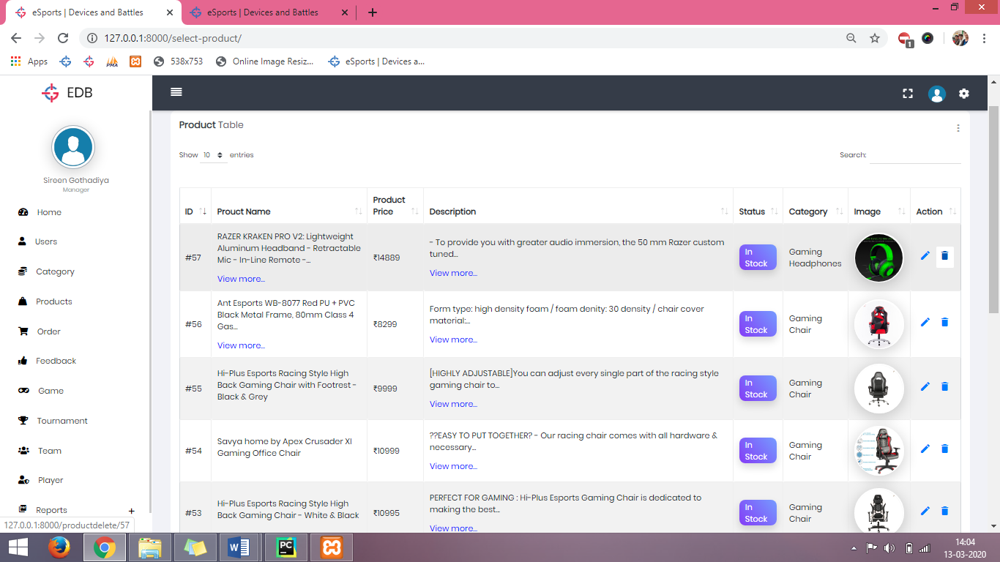 eSports | Devices and Battles
eSports | Devices and Battles
127.0.0.1:8000/select-product/
1
Apps
PMA
538x753
Online Image Resiz...
eSports | Devices a...
EDB
Sireen Gothadiya
Manager
Home
Users
Category
Products
Order
Feedback
Game
Tournament
Team
Player
Reports
+
127.0.0.1:8000/productdelete/57
Product Table
Show 10 entries
Search:
ID
Prouct Name
Product
Price
Description
Status
Category
Image
Action
#57
RAZER KRAKEN PRO V2: Lightweight
Aluminum Headband - Retractable
Mic - In-Line Remote -...
View more...
₹14889
- To provide you with greater audio immersion, the 50 mm Razer custom
tuned...
View more...
In
Stock
Gaming
Headphones
#56
Ant Esports WB-8077 Red PU + PVC
Black Metal Frame, 80mm Class 4
Gas...
View more...
₹8299
Form type: high density foam / foam denity: 30 density / chair cover
material:...
View more...
In
Stock
Gaming
Chair
#55
Hi-Plus Esports Racing Style High
Back Gaming Chair with Footrest -
Black & Grey
₹9999
[HIGHLY ADJUSTABLE]You can adjust every single part of the racing style
gaming chair to...
View more...
In
Stock
Gaming
Chair
#54
Savya home by Apex Crusader XI
Gaming Office Chair
₹10999
??EASY TO PUT TOGETHER? - Our racing chair comes with all hardware &
necessary...
View more...
In
Stock
Gaming
Chair
#53
Hi-Plus Esports Racing Style High
Back Gaming Chair - White & Black
₹10995
PERFECT FOR GAMING : Hi-Plus Esports Gaming Chair is dedicated to
making the best...
View more...
In
Stock
Gaming
Chair
PC
14:04
13-03-2020